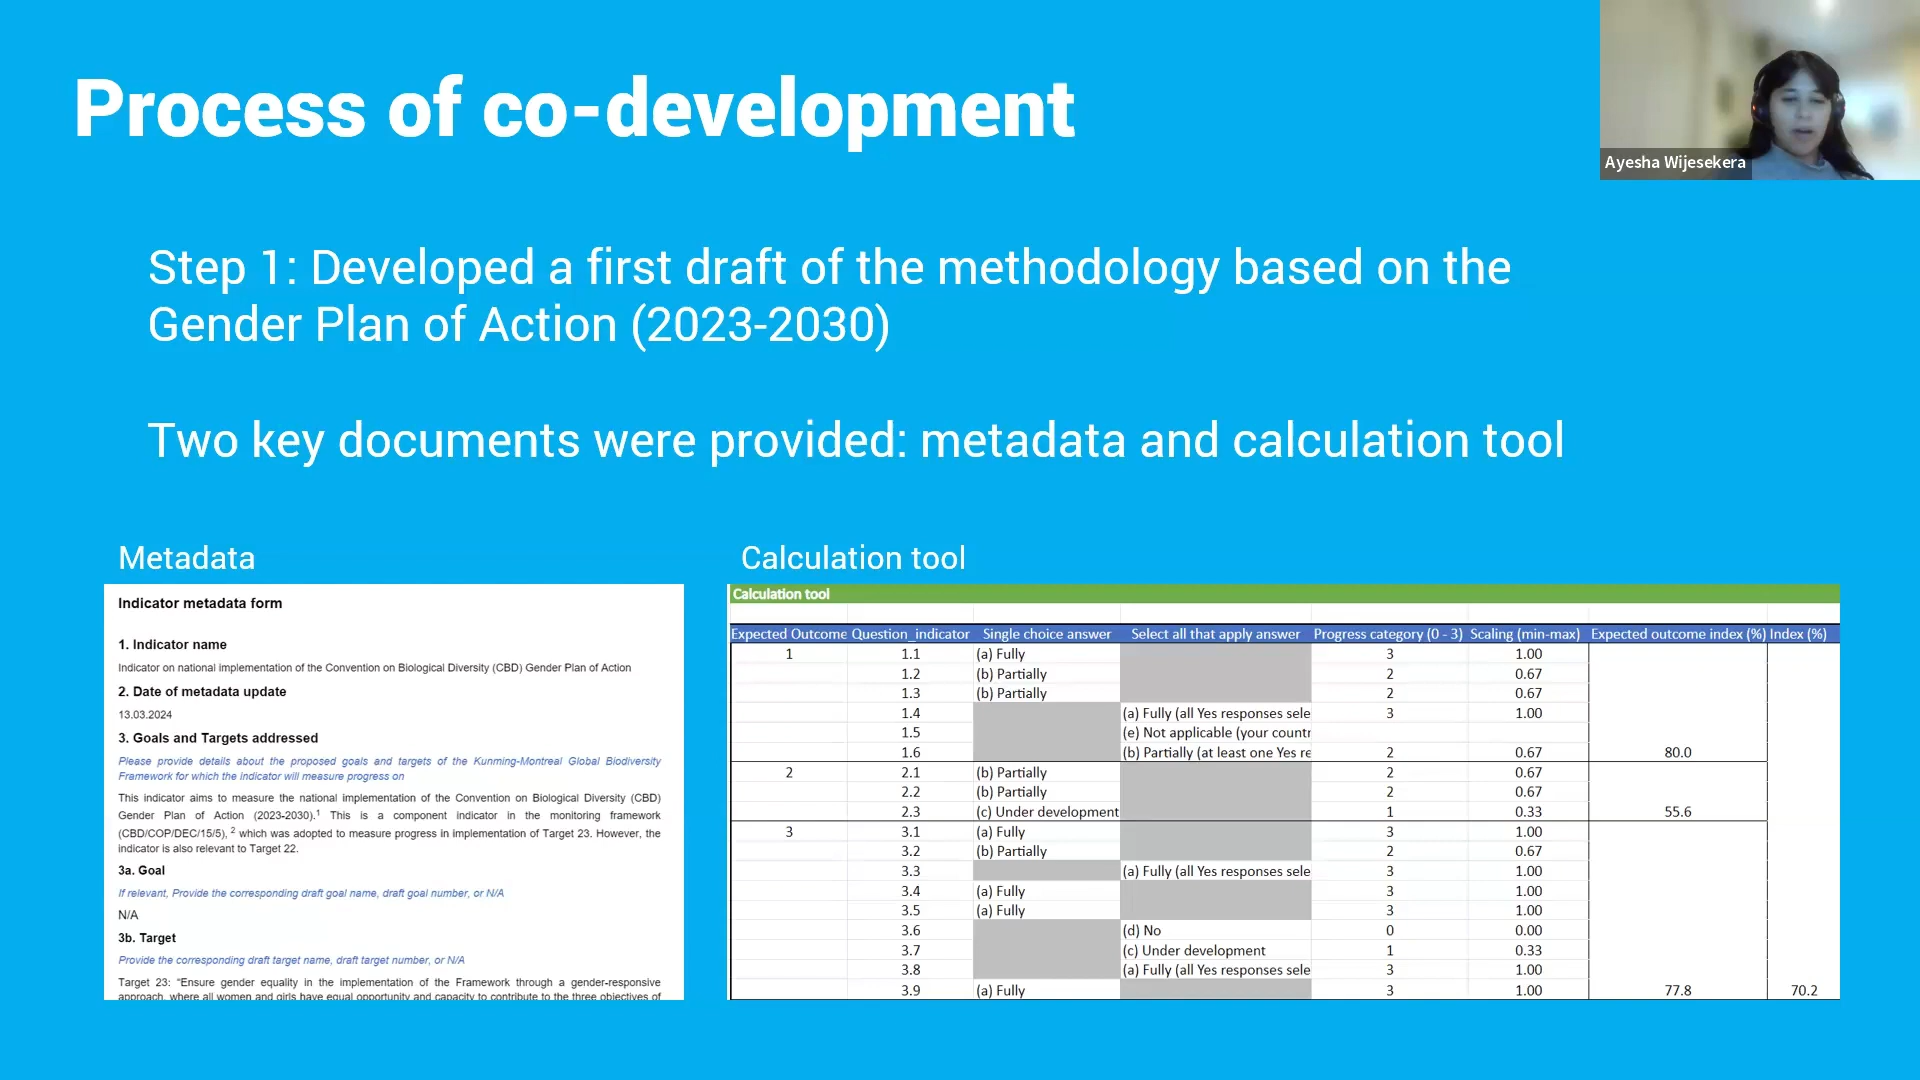 Process of co-development
Ayesha Wijesekera
Step 1: Developed a first draft of the methodology based on the
Gender Plan of Action (2023-2030)
Two key documents were provided: metadata and calculation tool
Metadata
Indicator metadata form
1. Indicator name
Indicator on national implementation of the Convention on Biological Diversity (CBD) Gender Plan of Action
2. Date of metadata update
13.03.2024
3. Goals and Targets addressed
Please provide details about the proposed goals and targets of the Kunming-Montreal Global Biodiversity
Framework for which the indicator will measure progress on
This indicator aims to measure the national implementation of the Convention on Biological Diversity (CBD)
Gender Plan of Action (2023-2030).1 This is a component indicator in the monitoring framework
(CBD/COP/DEC/15/5), 2 which was adopted to measure progress in implementation of Target 23. However, the
indicator is also relevant to Target 22.
3a. Goal
If relevant, Provide the corresponding draft goal name, draft goal number, or N/A
N/A
3b. Target
Provide the corresponding draft target name, draft target number, or N/A
Target 23: "Ensure gender equality in the implementation of the Framework through a gender-responsive
approach, where all women and girls have equal opportunity and capacity to contribute to the three objectives of
Calculation tool
Calculation tool
Expected Outcome Question_indicator Single choice answer Select all that apply answer Progress category (0 - 3) Scaling (min-max) Expected outcome index (%) Index (%)
1 1.1 (a) Fully 3 1.00
1.2 (b) Partially 2 0.67
1.3 (b) Partially 2 0.67
1.4 (a) Fully (all Yes responses sele 3 1.00
1.5 (e) Not applicable (your countr
1.6 (b) Partially (at least one Yes re 2 0.67 80.0
2 2.1 (b) Partially 2 0.67
2.2 (b) Partially 2 0.67
2.3 (c) Under development 1 0.33 55.6
3 3.1 (a) Fully 3 1.00
3.2 (b) Partially 2 0.67
3.3 (a) Fully (all Yes responses sele 3 1.00
3.4 (a) Fully 3 1.00
3.5 (a) Fully 3 1.00
3.6 (d) No 0 0.00
3.7 (c) Under development 1 0.33
3.8 (a) Fully (all Yes responses sele 3 1.00
3.9 (a) Fully 3 1.00 77.8 70.2